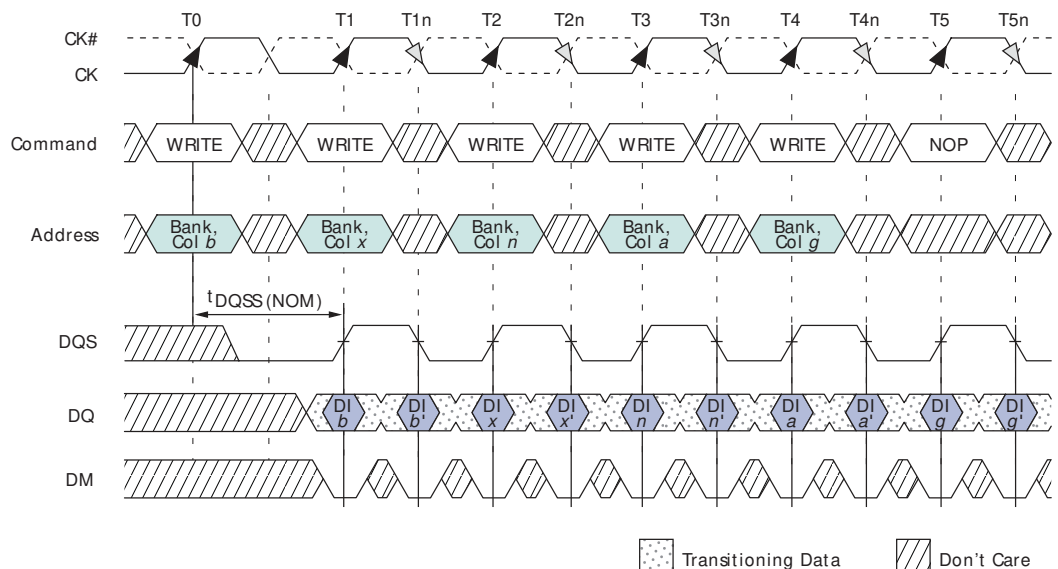 T0 T1 T1n T2 T2n T3 T3n T4 T4n T5 T5n
CK#
CK
Command WRITE WRITE WRITE WRITE WRITE NOP
Address Bank, Col b Bank, Col x Bank, Col n Bank, Col a Bank, Col g
tDQSS (NOM)
DQS
DQ DI b DI b' DI x DI x' DI n DI n' DI a DI a' DI g DI g'
DM
Transitioning Data Don't Care